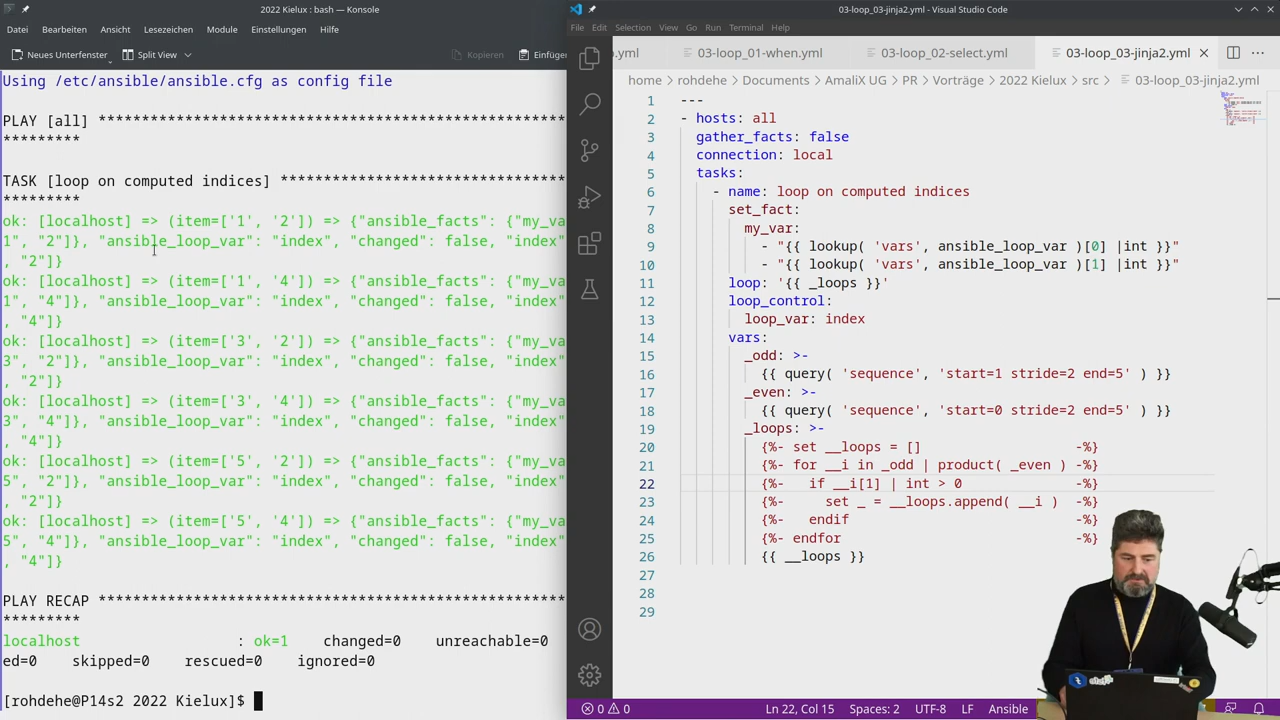 2022 Kielux : bash — Konsole
Datei Bearbeiten Ansicht Lesezeichen Module Einstellungen Hilfe
Neues Unterfenster Split View Kopieren Einfüger
Using /etc/ansible/ansible.cfg as config file
PLAY [all] **********************************************************
*********
TASK [loop on computed indices] ***********************************
*********
ok: [localhost] => (item=['1', '2']) => {"ansible_facts": {"my_va
1", "2"]}, "ansible_loop_var": "index", "changed": false, "index"
, "2"]}
ok: [localhost] => (item=['1', '4']) => {"ansible_facts": {"my_va
1", "4"]}, "ansible_loop_var": "index", "changed": false, "index"
, "4"]}
ok: [localhost] => (item=['3', '2']) => {"ansible_facts": {"my_va
3", "2"]}, "ansible_loop_var": "index", "changed": false, "index"
, "2"]}
ok: [localhost] => (item=['3', '4']) => {"ansible_facts": {"my_va
3", "4"]}, "ansible_loop_var": "index", "changed": false, "index"
, "4"]}
ok: [localhost] => (item=['5', '2']) => {"ansible_facts": {"my_va
5", "2"]}, "ansible_loop_var": "index", "changed": false, "index"
, "2"]}
ok: [localhost] => (item=['5', '4']) => {"ansible_facts": {"my_va
5", "4"]}, "ansible_loop_var": "index", "changed": false, "index"
, "4"]}
PLAY RECAP **********************************************************
*********
localhost : ok=1 changed=0 unreachable=0
ed=0 skipped=0 rescued=0 ignored=0
[rohdehe@P14s2 2022 Kielux]$
03-loop_03-jinja2.yml - Visual Studio Code
File Edit Selection View Go Run Terminal Help
.yml 03-loop_01-when.yml 03-loop_02-select.yml 03-loop_03-jinja2.yml
home > rohdehe > Documents > AmaliX UG > PR > Vorträge > 2022 Kielux > src > 03-loop_03-jinja2.yml
1 ---
2 - hosts: all
3 gather_facts: false
4 connection: local
5 tasks:
6 - name: loop on computed indices
7 set_fact:
8 my_var:
9 - "{{ lookup( 'vars', ansible_loop_var )[0] |int }}"
10 - "{{ lookup( 'vars', ansible_loop_var )[1] |int }}"
11 loop: '{{ _loops }}'
12 loop_control:
13 loop_var: index
14 vars:
15 _odd: >-
16 {{ query( 'sequence', 'start=1 stride=2 end=5' ) }}
17 _even: >-
18 {{ query( 'sequence', 'start=0 stride=2 end=5' ) }}
19 _loops: >-
20 {%- set __loops = [] -%}
21 {%- for __i in _odd | product( _even ) -%}
22 {%- if __i[1] | int > 0 -%}
23 {%- set _ = __loops.append( __i ) -%}
24 {%- endif -%}
25 {%- endfor -%}
26 {{ __loops }}
27
28
29
0 0 Ln 22, Col 15 Spaces: 2 UTF-8 LF Ansible